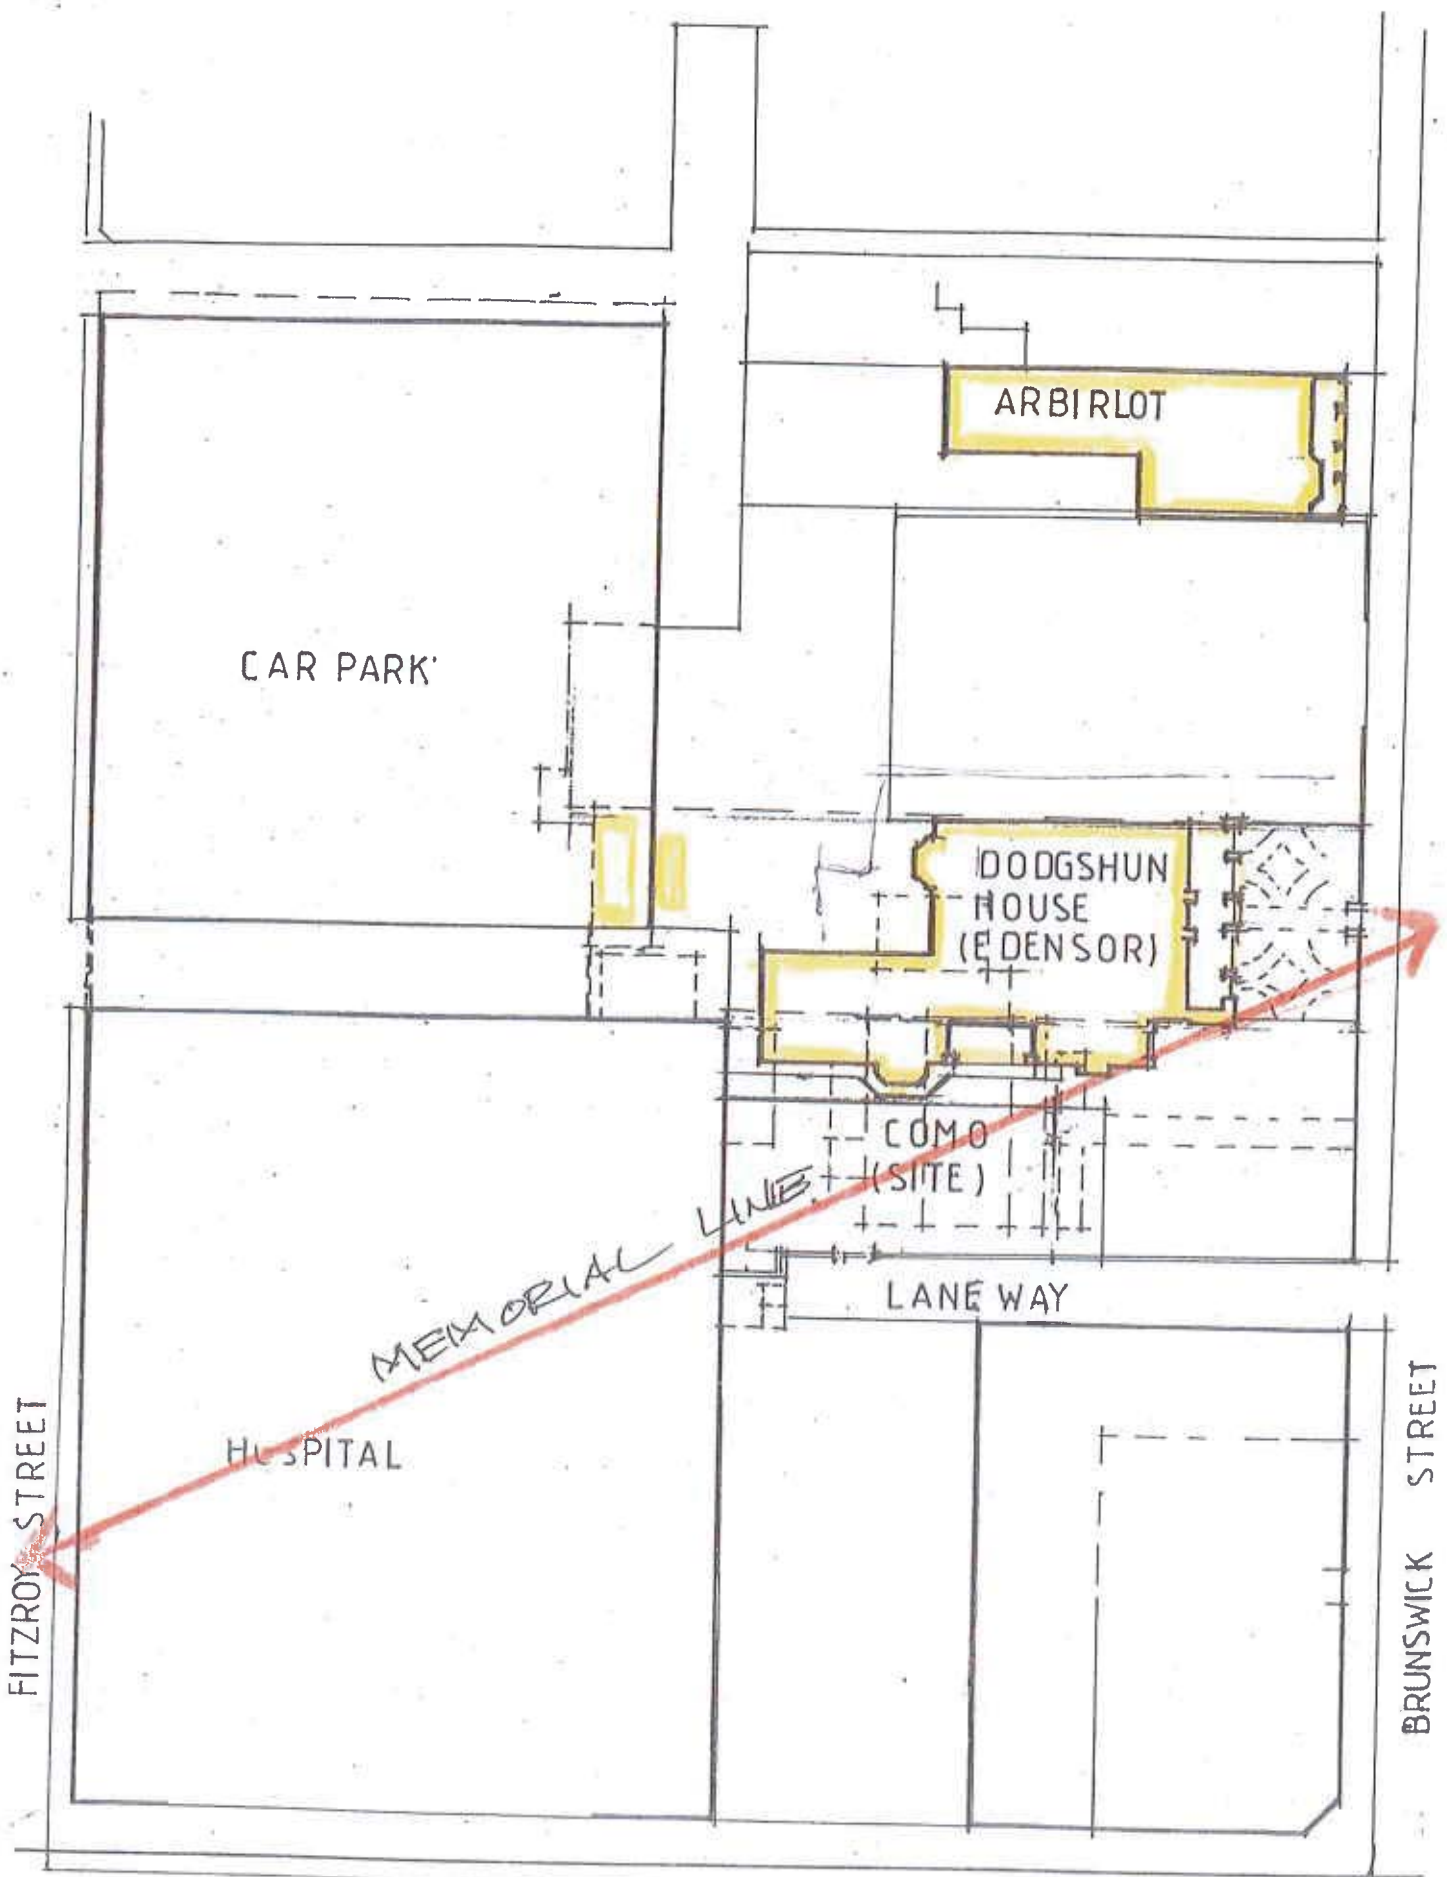 ARBIRLOT
CAR PARK
DODGSHUN
HOUSE
(EDENSOR)
COMO
(SITE)
MEMORIAL LINE
LANE WAY
HOSPITAL
FITZROY STREET
BRUNSWICK STREET